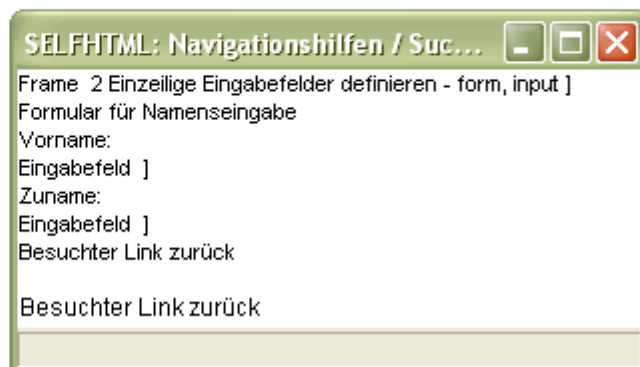 SELFHTML: Navigationshilfen / Suc...
Frame 2 Einzeilige Eingabefelder definieren - form, input ]
Formular für Namenseingabe
Vorname:
Eingabefeld ]
Zuname:
Eingabefeld ]
Besuchter Link zurück
Besuchter Link zurück